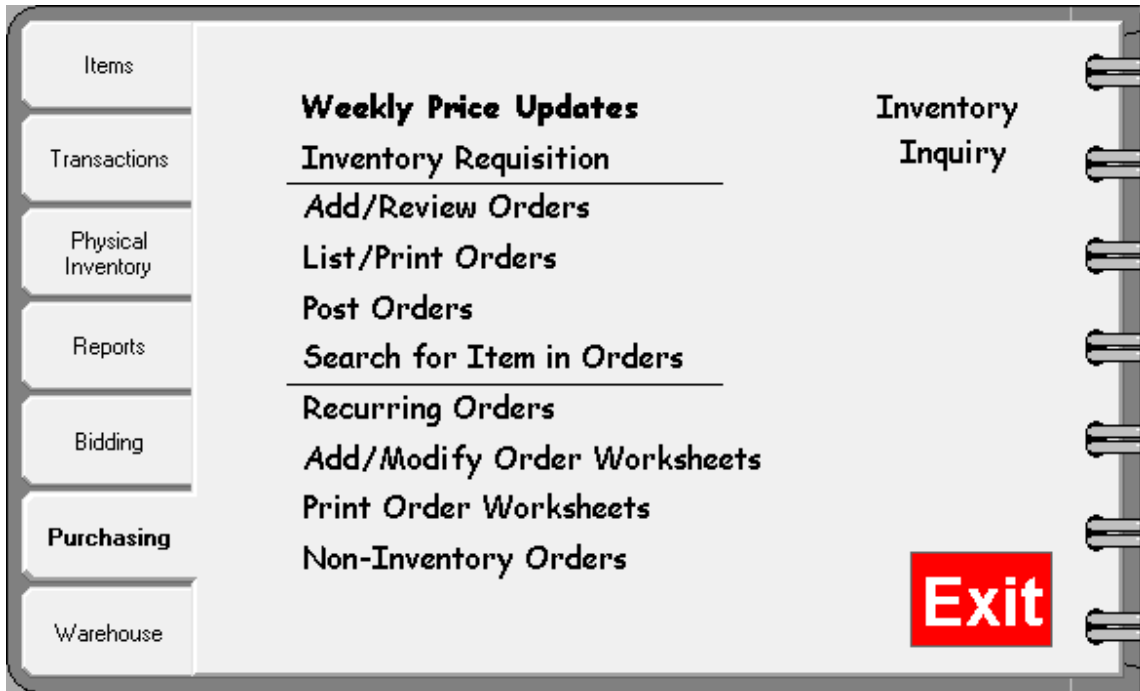 Items
Transactions
Physical
Inventory
Reports
Bidding
Purchasing
Warehouse
Weekly Price Updates
Inventory Requisition
Add/Review Orders
List/Print Orders
Post Orders
Search for Item in Orders
Recurring Orders
Add/Modify Order Worksheets
Print Order Worksheets
Non-Inventory Orders
Inventory
Inquiry
Exit